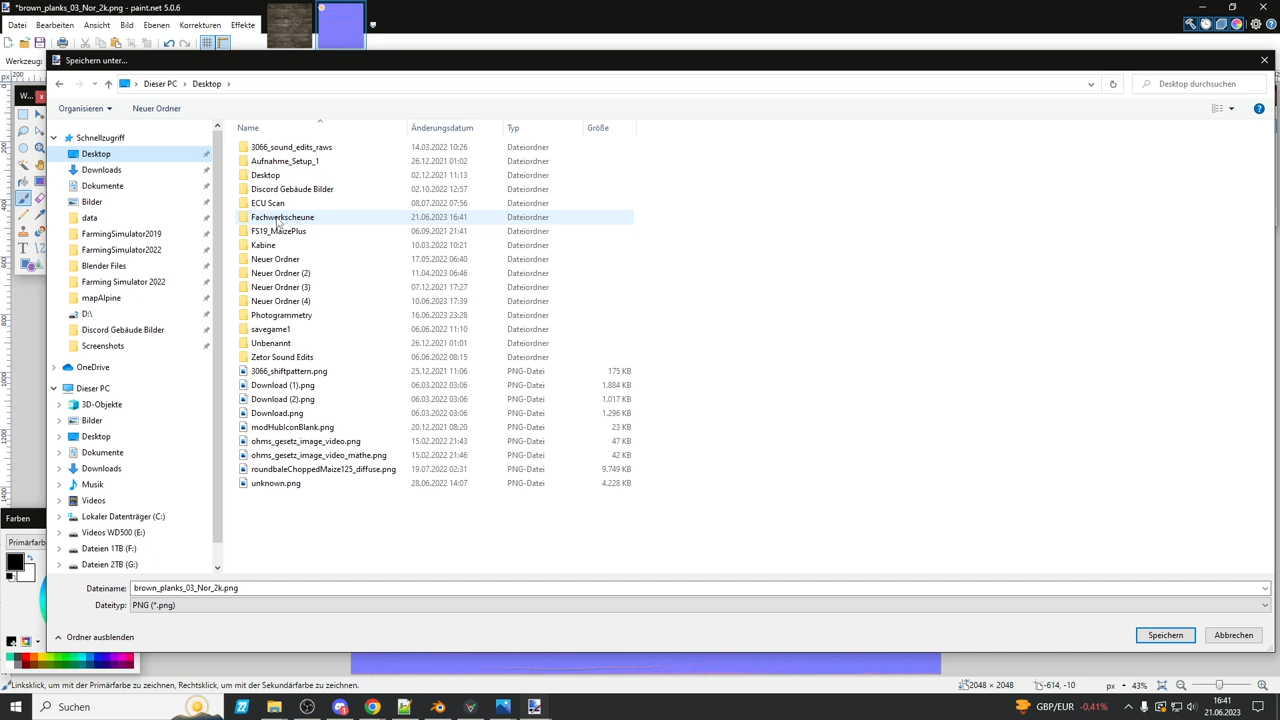 *brown_planks_03_Nor_2k.png - paint.net 5.0.6
Datei Bearbeiten Ansicht Bild Ebenen Korrekturen Effekte
Werkzeug:
px 200
Speichern unter...
Dieser PC Desktop
Desktop durchsuchen
Organisieren Neuer Ordner
Name Änderungsdatum Typ Größe
Schnellzugriff
Desktop
Downloads
Dokumente
Bilder
data
FarmingSimulator2019
FarmingSimulator2022
Blender Files
Farming Simulator 2022
mapAlpine
D:\
Discord Gebäude Bilder
Screenshots
OneDrive
Dieser PC
3D-Objekte
Bilder
Desktop
Dokumente
Downloads
Musik
Videos
Lokaler Datenträger (C:)
Videos WD500 (E:)
Dateien 1TB (F:)
Dateien 2TB (G:)
3066_sound_edits_raws 14.03.2022 10:26 Dateiordner
Aufnahme_Setup_1 26.12.2021 01:02 Dateiordner
Desktop 02.12.2021 11:13 Dateiordner
Discord Gebäude Bilder 02.10.2022 12:57 Dateiordner
ECU Scan 08.07.2022 07:56 Dateiordner
Fachwerkscheune 21.06.2023 16:41 Dateiordner
FS19_MaizePlus 06.09.2021 21:41 Dateiordner
Kabine 10.03.2022 10:21 Dateiordner
Neuer Ordner 17.05.2022 06:40 Dateiordner
Neuer Ordner (2) 11.04.2023 06:46 Dateiordner
Neuer Ordner (3) 07.12.2021 17:27 Dateiordner
Neuer Ordner (4) 10.06.2023 17:39 Dateiordner
Photogrammetry 16.06.2023 23:28 Dateiordner
savegame1 06.06.2022 11:10 Dateiordner
Unbenannt 26.12.2021 01:01 Dateiordner
Zetor Sound Edits 06.06.2022 08:15 Dateiordner
3066_shiftpattern.png 25.12.2021 11:06 PNG-Datei 175 KB
Download (1).png 06.03.2022 03:06 PNG-Datei 1.884 KB
Download (2).png 06.03.2022 03:06 PNG-Datei 1.017 KB
Download.png 06.03.2022 03:06 PNG-Datei 1.296 KB
modHubIconBlank.png 20.12.2021 08:20 PNG-Datei 23 KB
ohms_gesetz_image_video.png 15.02.2022 21:43 PNG-Datei 47 KB
ohms_gesetz_image_video_mathe.png 15.02.2022 21:46 PNG-Datei 42 KB
roundbaleChoppedMaize125_diffuse.png 19.07.2022 02:31 PNG-Datei 9.749 KB
unknown.png 28.06.2022 14:07 PNG-Datei 4.228 KB
Farben
Primärfarbe
Dateiname: brown_planks_03_Nor_2k.png
Dateityp: PNG (*.png)
Ordner ausblenden
Speichern Abbrechen
Linksklick, um mit der Primärfarbe zu zeichnen, Rechtsklick, um mit der Sekundärfarbe zu zeichnen.
2048 × 2048 -614, -10 px 43%
Suchen
GBP/EUR -0,41%
16:41
21.06.2023